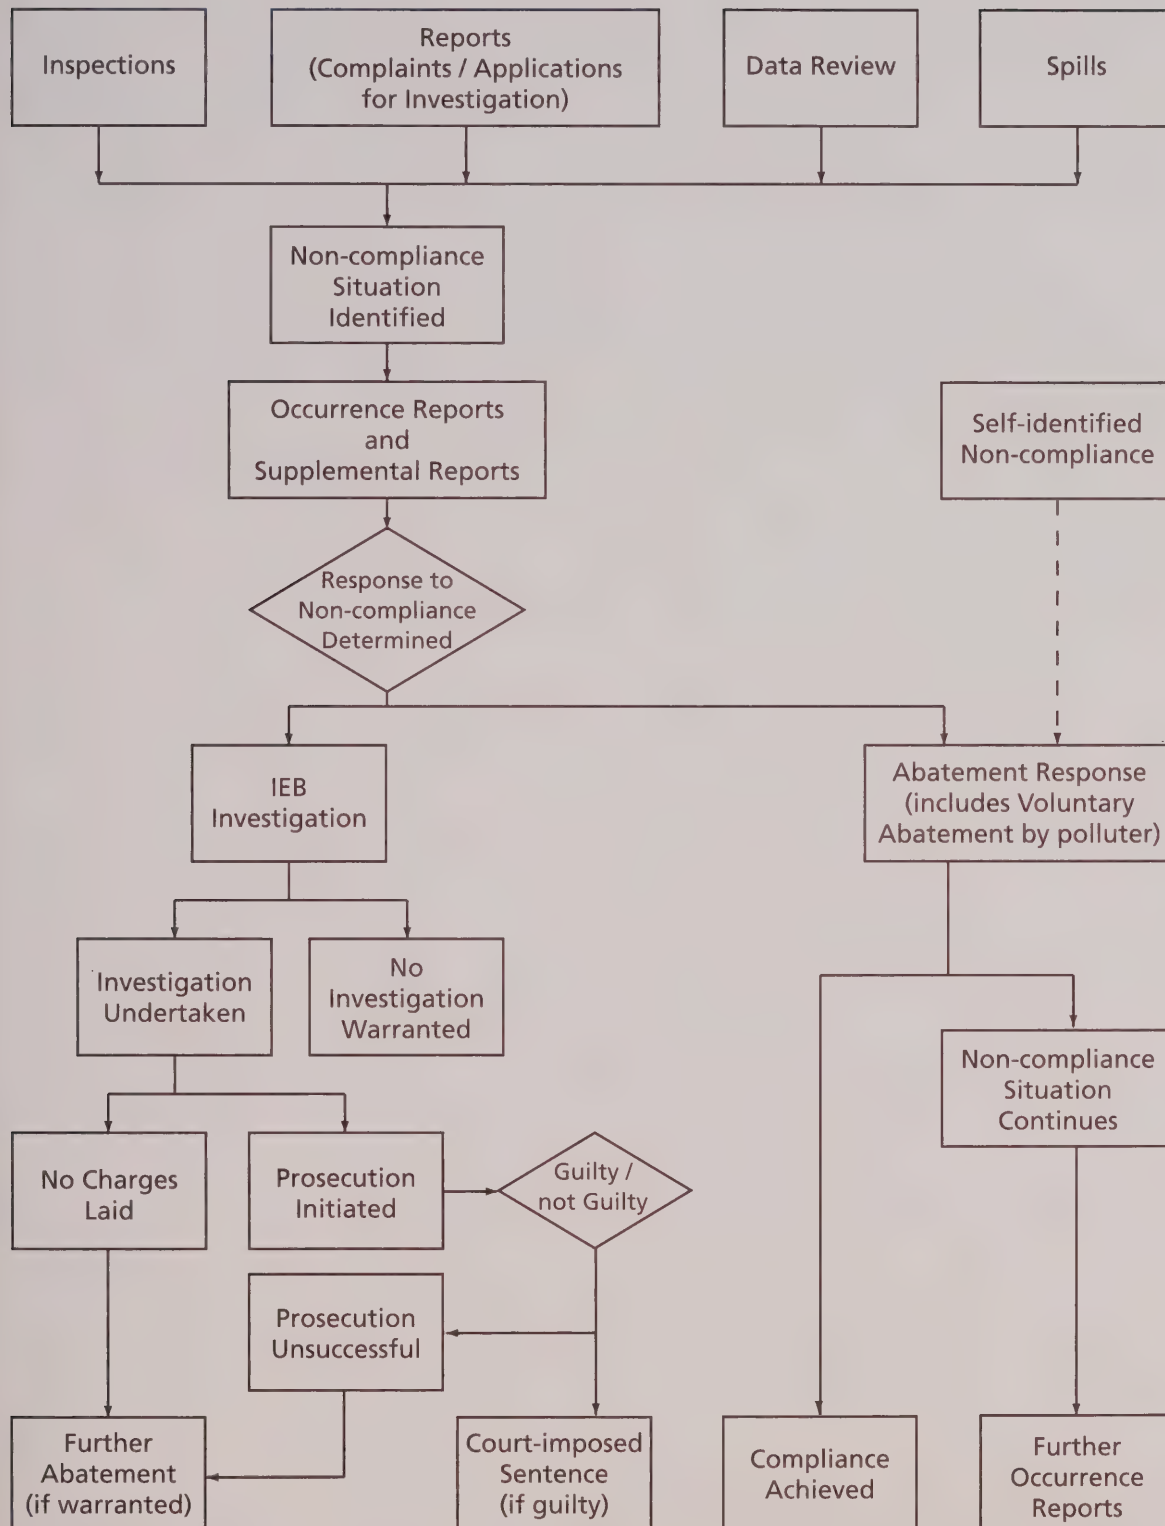 Inspections
Reports
(Complaints / Applications
for Investigation)
Data Review
Spills
Non-compliance
Situation
Identified
Occurrence Reports
and
Supplemental Reports
Self-identified
Non-compliance
Response to
Non-compliance
Determined
IEB
Investigation
Abatement Response
(includes Voluntary
Abatement by polluter)
Investigation
Undertaken
No
Investigation
Warranted
Non-compliance
Situation
Continues
No Charges
Laid
Prosecution
Initiated
Guilty /
not Guilty
Prosecution
Unsuccessful
Further
Abatement
(if warranted)
Court-imposed
Sentence
(if guilty)
Compliance
Achieved
Further
Occurrence
Reports